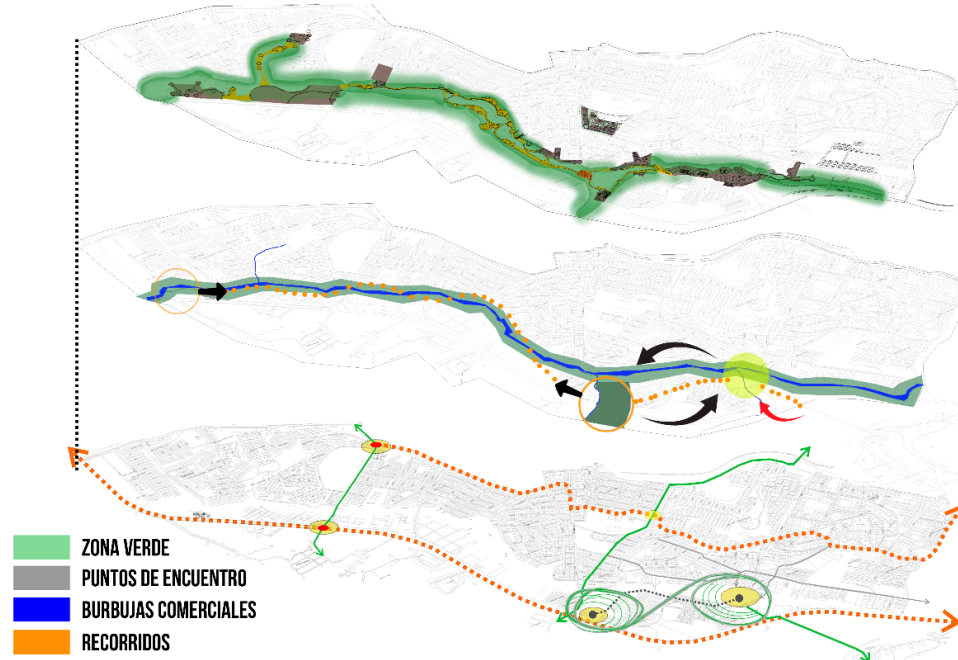 ZONA VERDE
PUNTOS DE ENCUENTRO
BURBUJAS COMERCIALES
RECORRIDOS